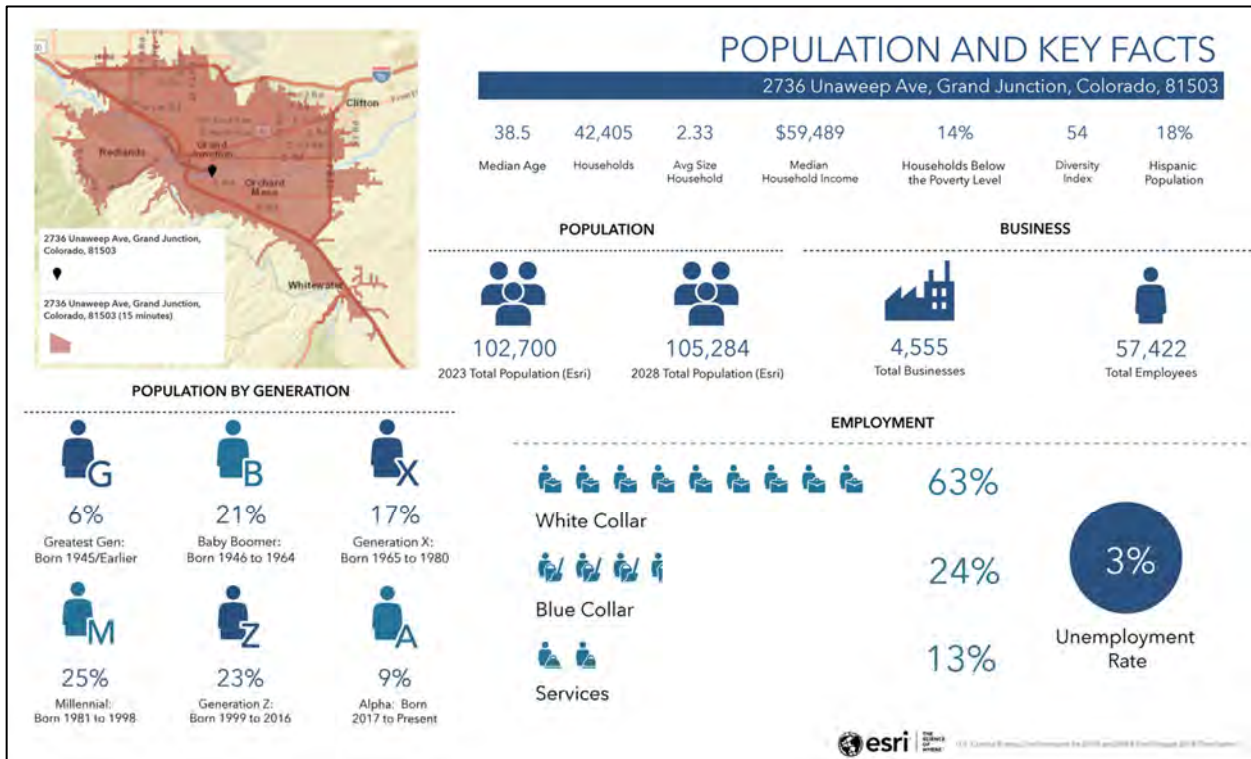 POPULATION AND KEY FACTS
2736 Unaweep Ave, Grand Junction, Colorado, 81503
Clifton
Redlands
Grand
Junction
Orchard
Mesa
Whitewater
2736 Unaweep Ave, Grand Junction,
Colorado, 81503
2736 Unaweep Ave, Grand Junction,
Colorado, 81503 (15 minutes)
38.5
Median Age
42,405
Households
2.33
Avg Size
Household
$59,489
Median
Household Income
14%
Households Below
the Poverty Level
54
Diversity
Index
18%
Hispanic
Population
POPULATION
102,700
2023 Total Population (Esri)
105,284
2028 Total Population (Esri)
BUSINESS
4,555
Total Businesses
57,422
Total Employees
POPULATION BY GENERATION
G
6%
Greatest Gen:
Born 1945/Earlier
B
21%
Baby Boomer:
Born 1946 to 1964
X
17%
Generation X:
Born 1965 to 1980
M
25%
Millennial:
Born 1981 to 1998
Z
23%
Generation Z:
Born 1999 to 2016
A
9%
Alpha: Born
2017 to Present
EMPLOYMENT
63%
White Collar
24%
Blue Collar
13%
Services
3%
Unemployment
Rate
esri
THE
SCIENCE
OF
WHERE